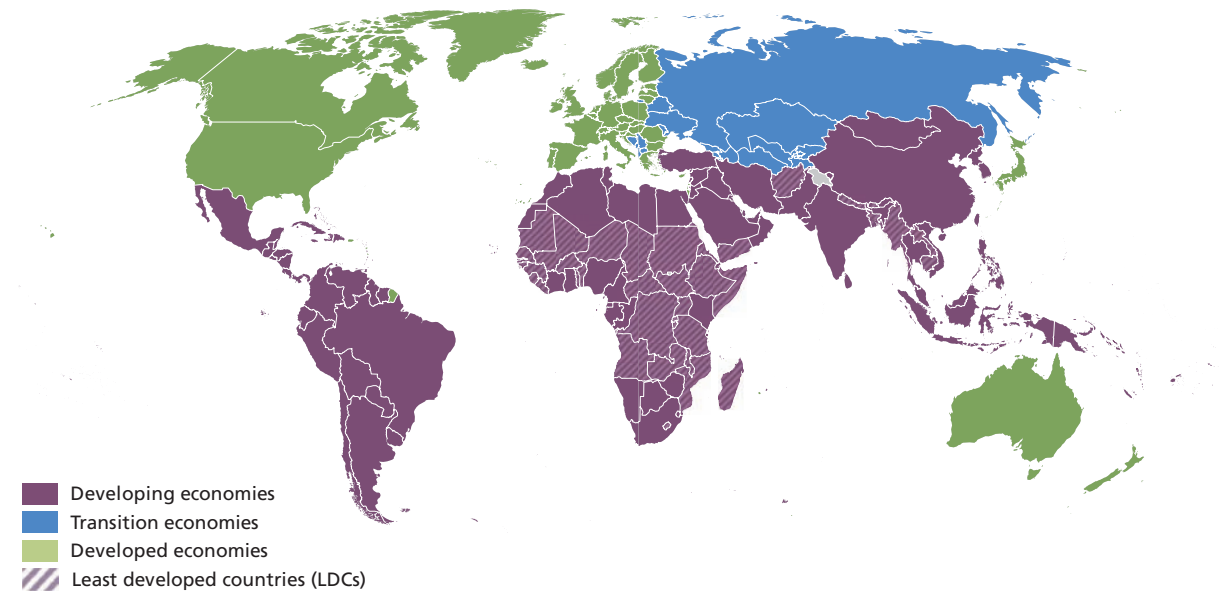 Developing economies
Transition economies
Developed economies
Least developed countries (LDCs)